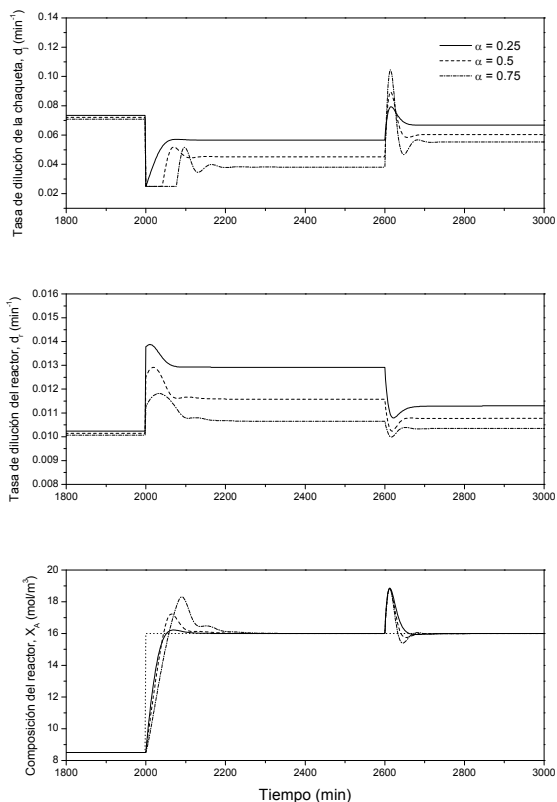 Tasa de dilución de la chaqueta, dj (min-1)
0.14
0.12
0.10
0.08
0.06
0.04
0.02
α = 0.25
α = 0.5
α = 0.75
1800 2000 2200 2400 2600 2800 3000
Tasa de dilución del reactor, dr (min-1)
0.016
0.015
0.014
0.013
0.012
0.011
0.010
0.009
0.008
1800 2000 2200 2400 2600 2800 3000
Composición del reactor, XA (mol/m3)
20
18
16
14
12
10
8
1800 2000 2200 2400 2600 2800 3000
Tiempo (min)